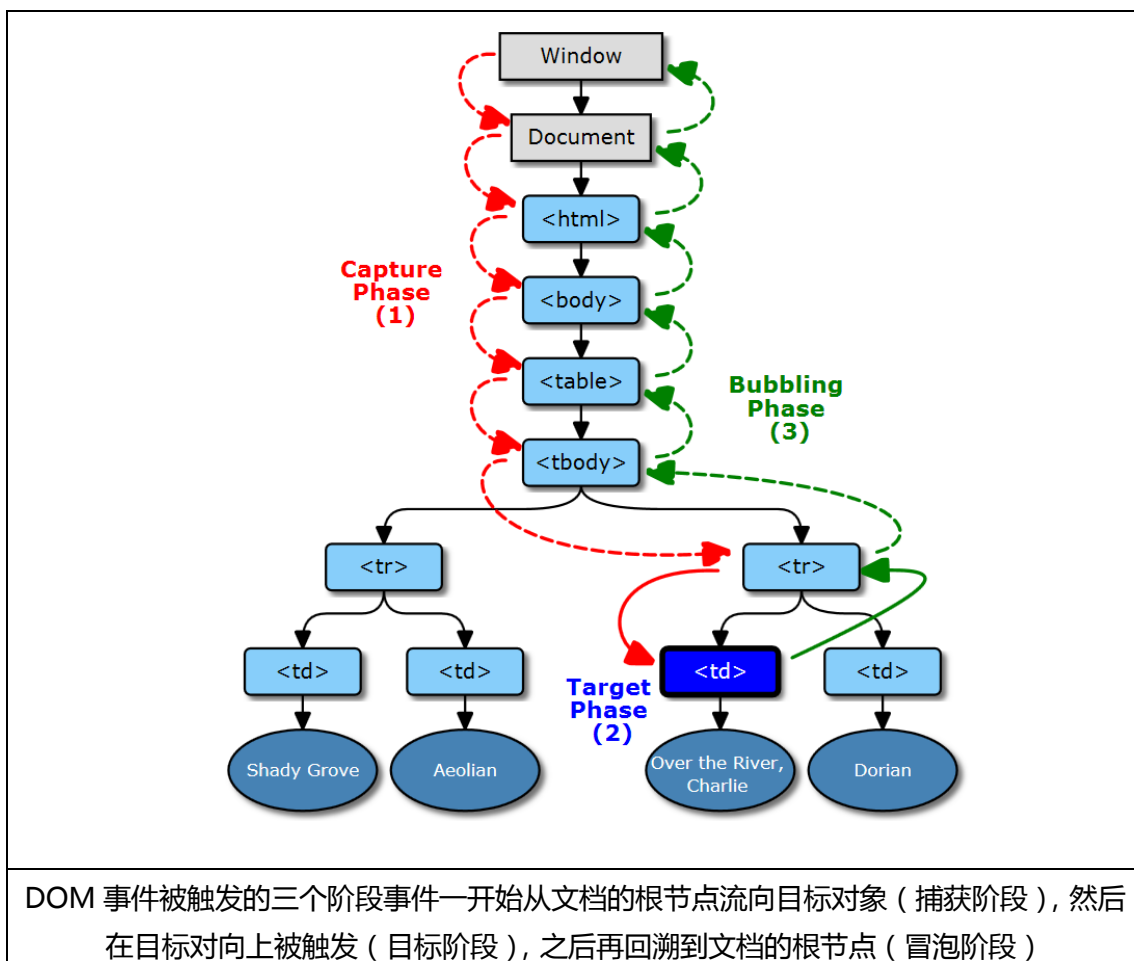 Window
Document
<html>
Capture
Phase
(1)
<body>
<table>
Bubbling
Phase
(3)
<tbody>
<tr>
<tr>
<td>
<td>
<td>
<td>
Target
Phase
(2)
Shady Grove
Aeolian
Over the River,
Charlie
Dorian
DOM 事件被触发的三个阶段事件一开始从文档的根节点流向目标对象（捕获阶段），然后
在目标对向上被触发（目标阶段），之后再回溯到文档的根节点（冒泡阶段）